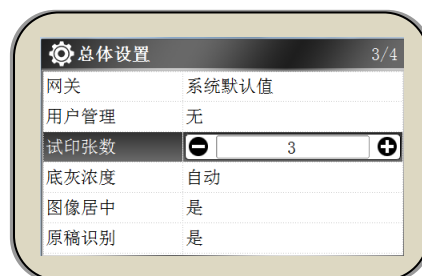 总体设置 3/4
网关 系统默认值
用户管理 无
试印张数 3
底灰浓度 自动
图像居中 是
原稿识别 是